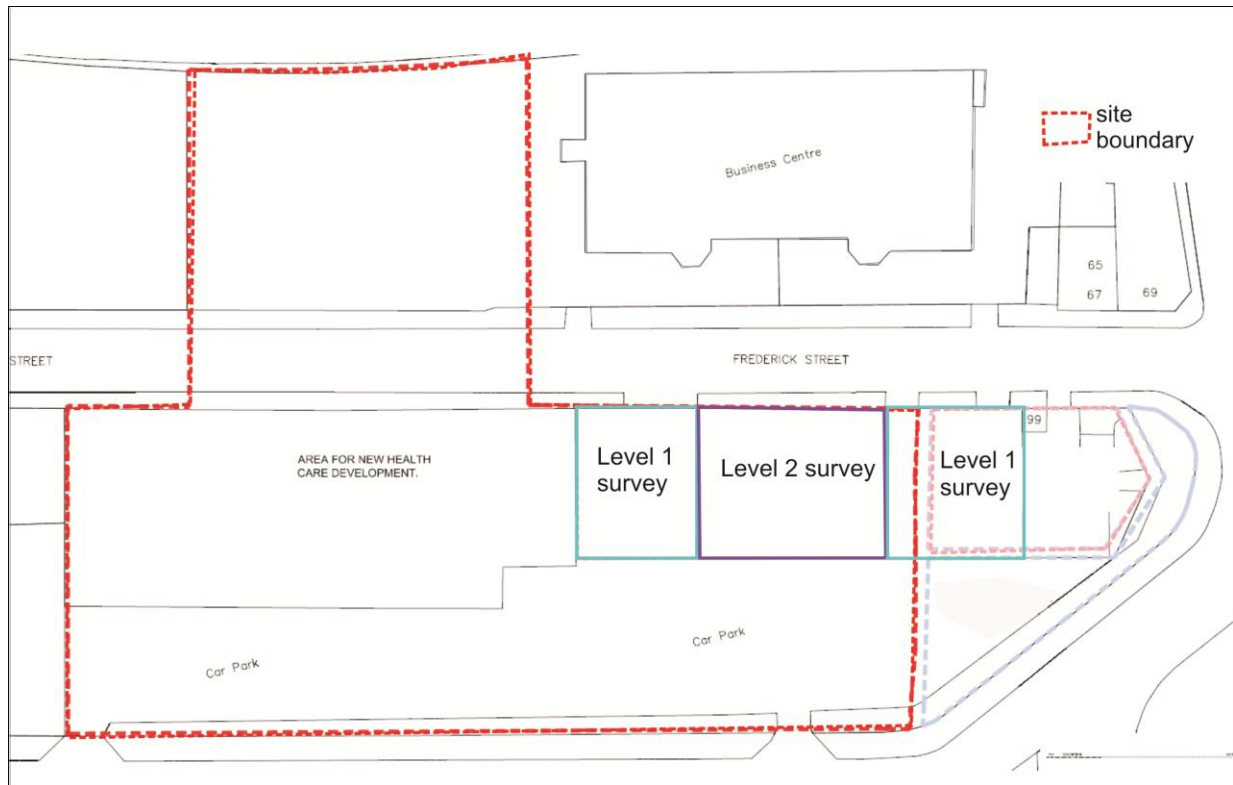 site
boundary
Business Centre
65
67
69
STREET
FREDERICK STREET
99
AREA FOR NEW HEALTH
CARE DEVELOPMENT.
Level 1
survey
Level 2 survey
Level 1
survey
Car Park
Car Park